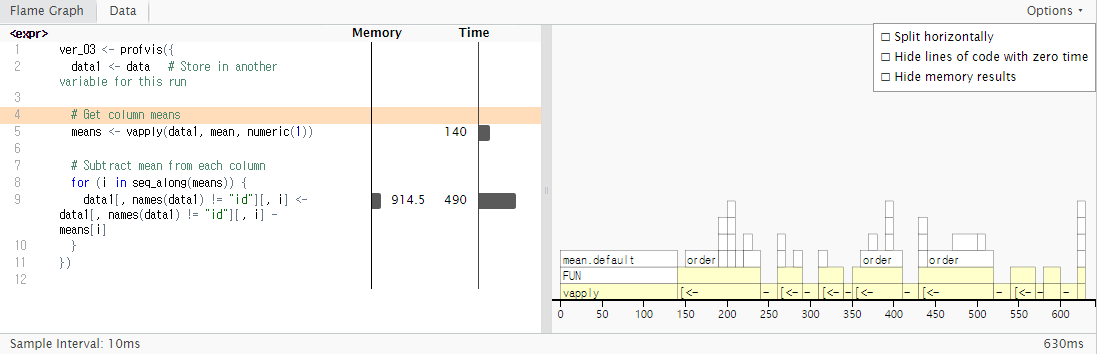 Flame Graph Data Options ▾
<expr> Memory Time
1 ver_03 <- profvis({
2 data1 <- data # Store in another
variable for this run
3
4 # Get column means
5 means <- vapply(data1, mean, numeric(1)) 140
6
7 # Subtract mean from each column
8 for (i in seq_along(means)) {
9 data1[, names(data1) != "id"][, i] <- 914.5 490
data1[, names(data1) != "id"][, i] -
means[i]
10 }
11 })
12
Split horizontally
Hide lines of code with zero time
Hide memory results
mean.default order order order
FUN
vapply [<- - [<- - [<- - [<- - [<- - [<- -
0 50 100 150 200 250 300 350 400 450 500 550 600
Sample Interval: 10ms 630ms